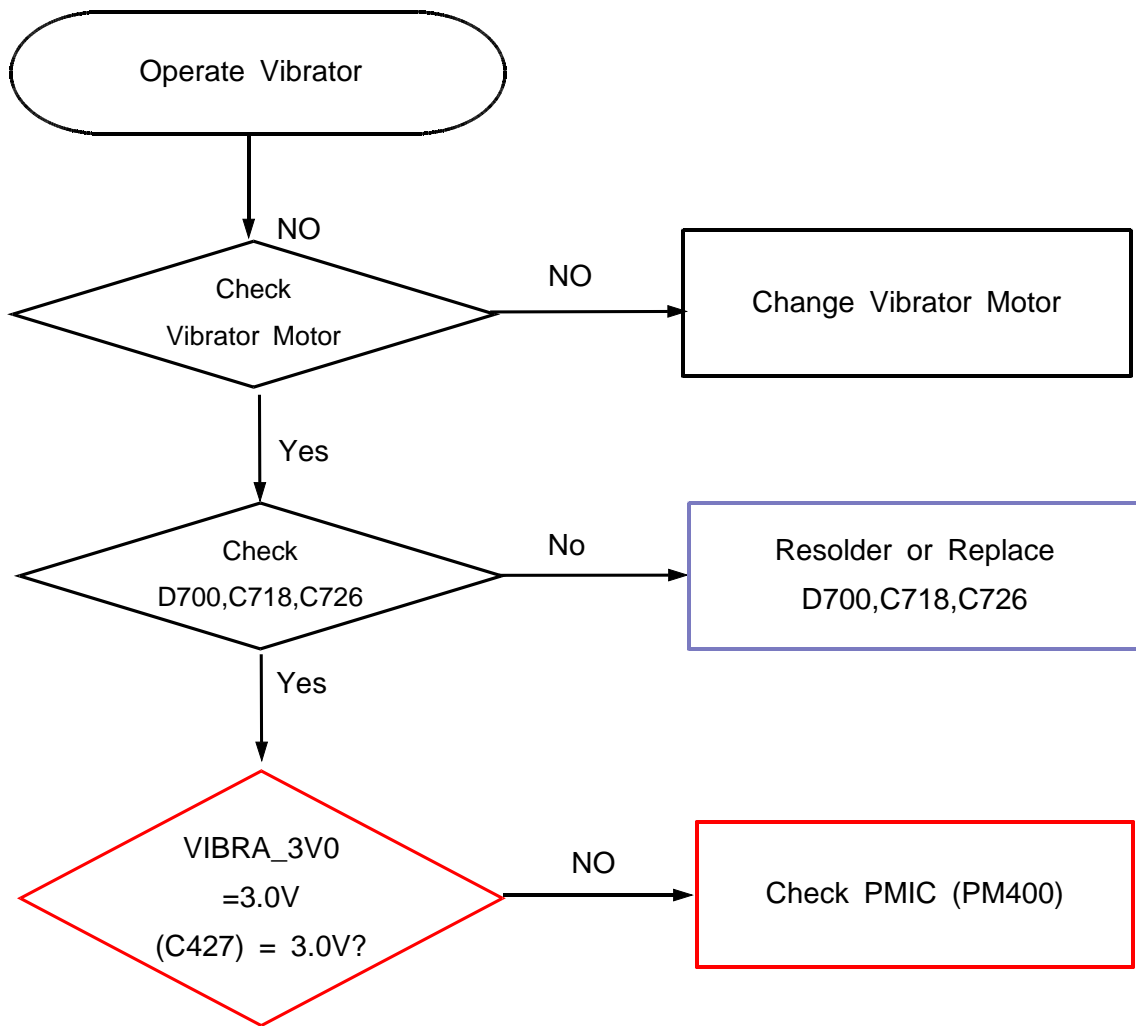 Operate Vibrator
NO
Check
Vibrator Motor
NO
Change Vibrator Motor
Yes
Check
D700,C718,C726
No
Resolder or Replace
D700,C718,C726
Yes
VIBRA_3V0
=3.0V
(C427) = 3.0V?
NO
Check PMIC (PM400)